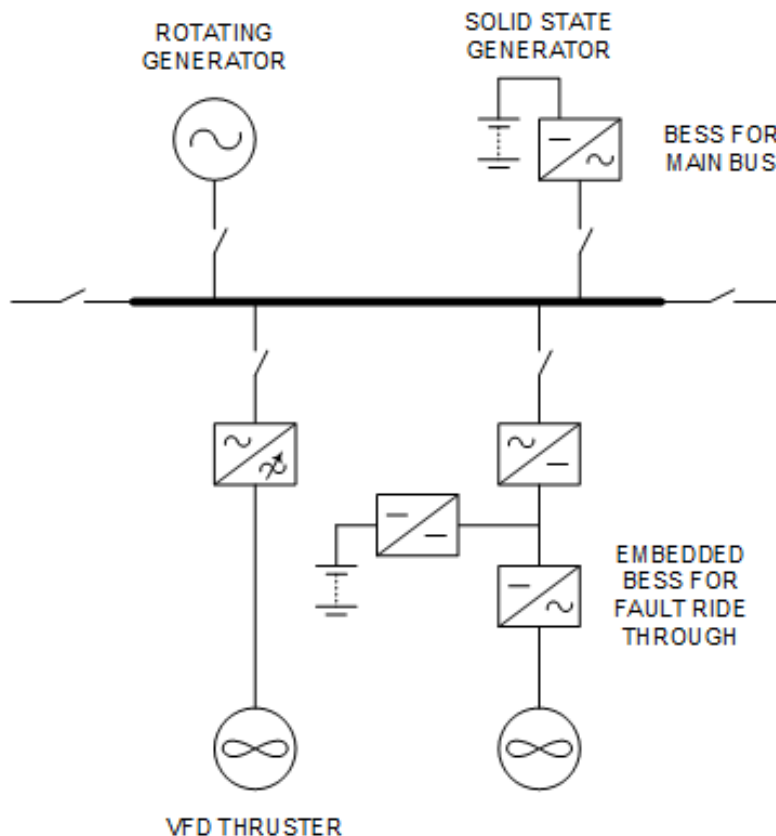 ROTATING
GENERATOR
SOLID STATE
GENERATOR
BESS FOR
MAIN BUS
EMBEDDED
BESS FOR
FAULT RIDE
THROUGH
VFD THRUSTER